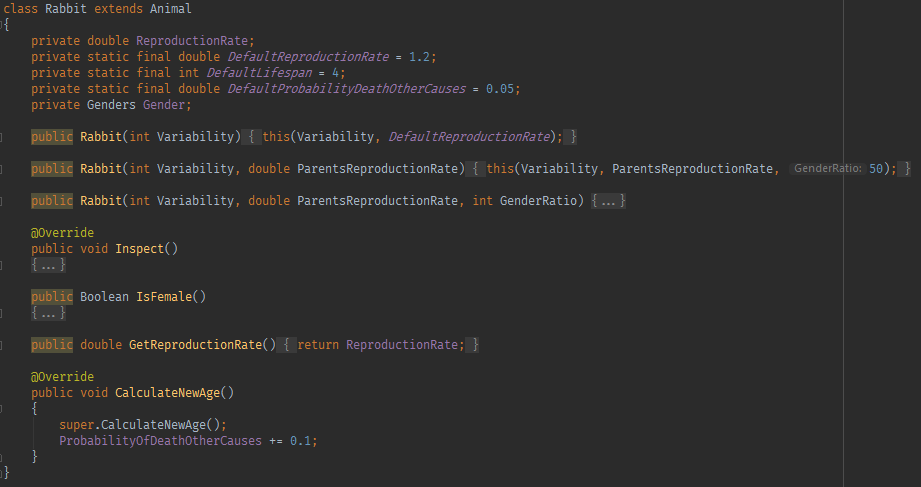 class Rabbit extends Animal
{
    private double ReproductionRate;
    private static final double DefaultReproductionRate = 1.2;
    private static final int DefaultLifespan = 4;
    private static final double DefaultProbabilityDeathOtherCauses = 0.05;
    private Genders Gender;

    public Rabbit(int Variability) { this(Variability, DefaultReproductionRate); }

    public Rabbit(int Variability, double ParentsReproductionRate) { this(Variability, ParentsReproductionRate, GenderRatio: 50); }

    public Rabbit(int Variability, double ParentsReproductionRate, int GenderRatio) {...}

    @Override
    public void Inspect()
    {...}

    public Boolean IsFemale()
    {...}

    public double GetReproductionRate() { return ReproductionRate; }

    @Override
    public void CalculateNewAge()
    {
        super.CalculateNewAge();
        ProbabilityOfDeathOtherCauses += 0.1;
    }
}